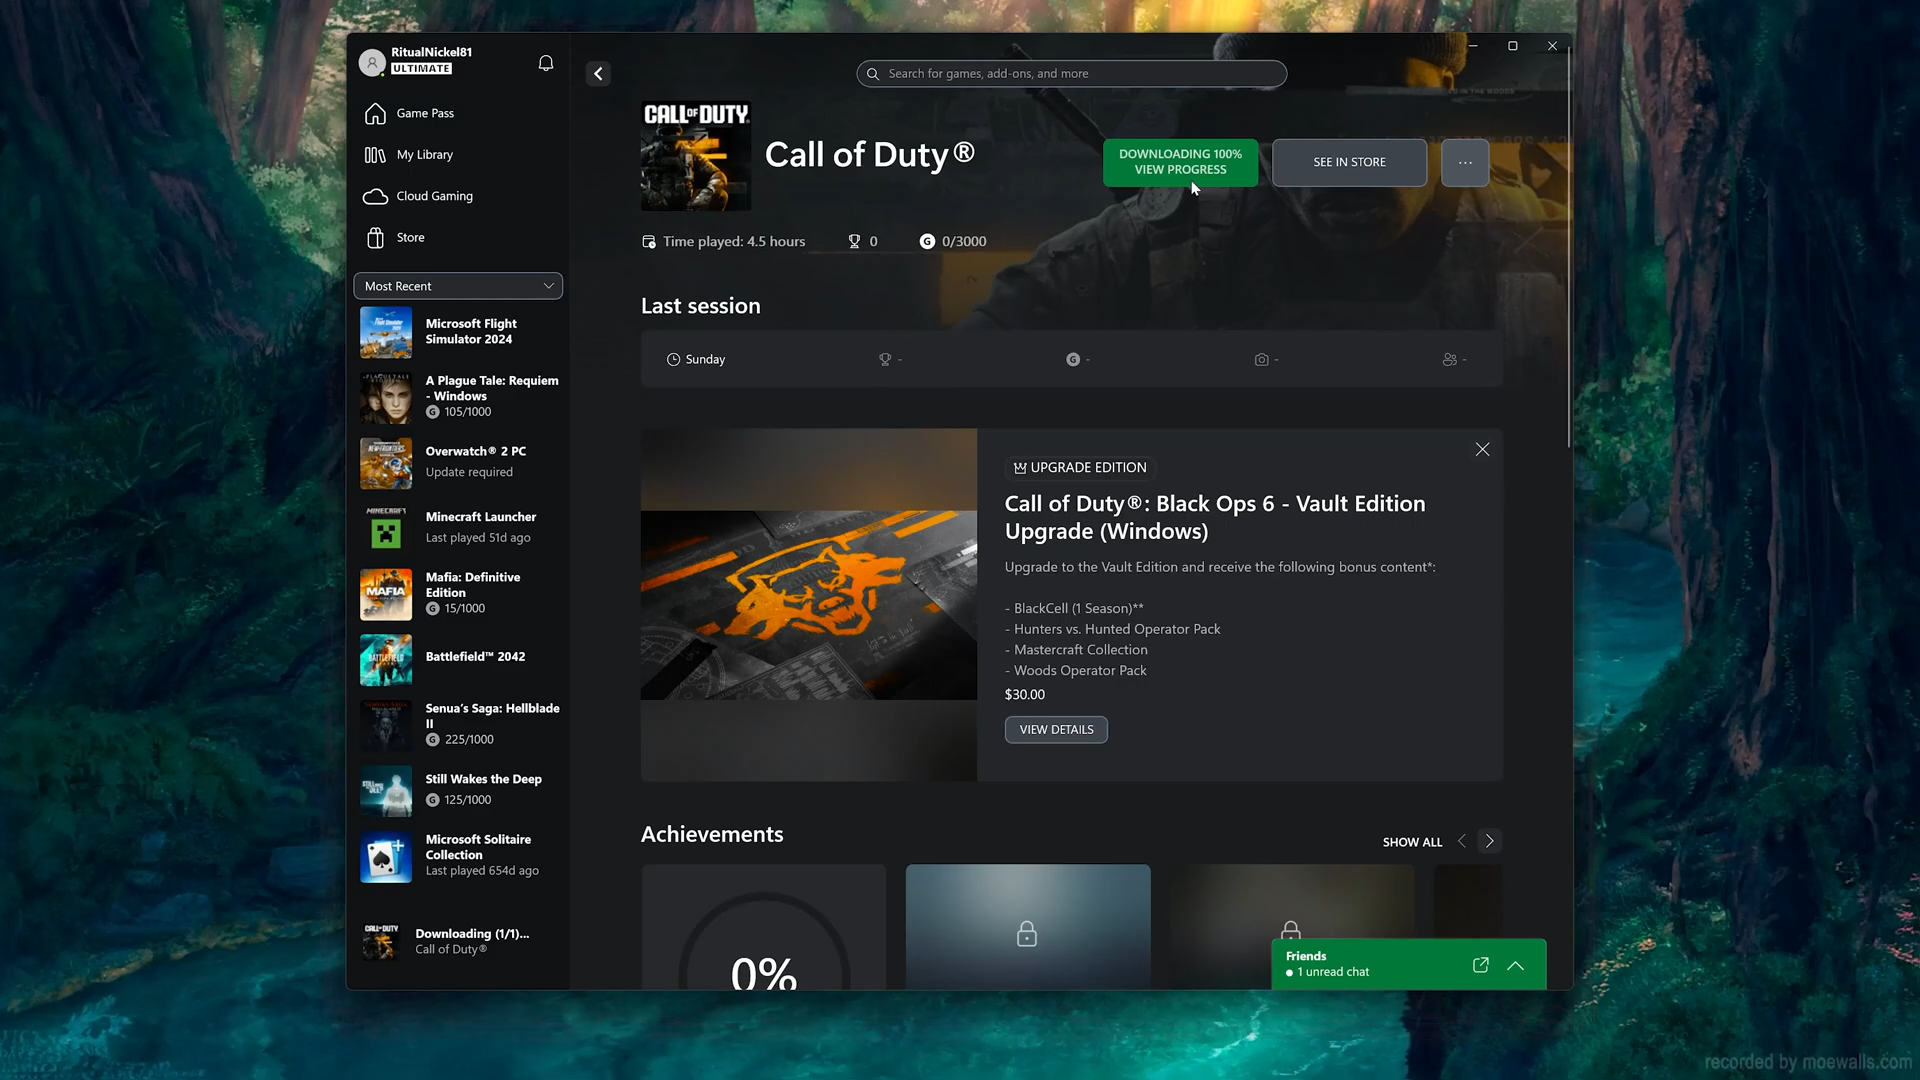 RitualNickel81
ULTIMATE
Game Pass
My Library
Cloud Gaming
Store
Most Recent
Microsoft Flight
Simulator 2024
A Plague Tale: Requiem
- Windows
G 105/1000
Overwatch® 2 PC
Update required
MINECRAFT
Minecraft Launcher
Last played 51d ago
MAFIA
Mafia: Definitive
Edition
G 15/1000
BATTLEFIELD
Battlefield™ 2042
Senua's Saga: Hellblade
II
G 225/1000
Still Wakes the Deep
G 125/1000
Microsoft Solitaire
Collection
Last played 654d ago
CALL OF DUTY
Downloading (1/1)...
Call of Duty®
Search for games, add-ons, and more
CALL OF DUTY
Call of Duty®
DOWNLOADING 100%
VIEW PROGRESS
SEE IN STORE
...
Time played: 4.5 hours
0
G 0/3000
Last session
Sunday
-
G -
-
-
UPGRADE EDITION
Call of Duty®: Black Ops 6 - Vault Edition
Upgrade (Windows)
Upgrade to the Vault Edition and receive the following bonus content*:
- BlackCell (1 Season)**
- Hunters vs. Hunted Operator Pack
- Mastercraft Collection
- Woods Operator Pack
$30.00
VIEW DETAILS
Achievements
SHOW ALL
0%
Friends
1 unread chat
recorded by moewalls.com